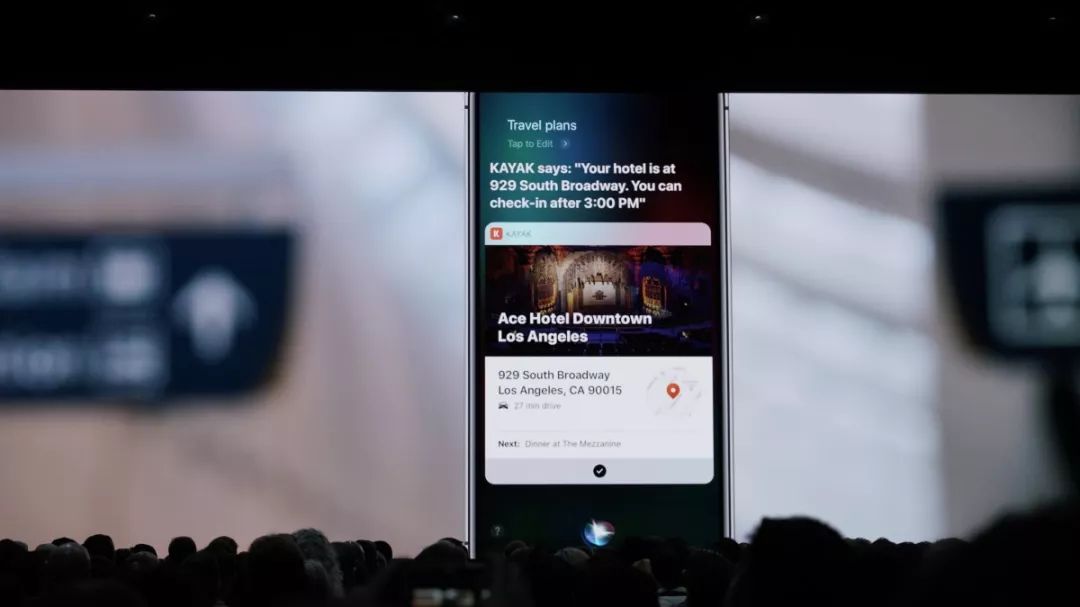 Travel plans
Tap to Edit
KAYAK says: "Your hotel is at
929 South Broadway. You can
check-in after 3:00 PM"
K KAYAK
Ace Hotel Downtown
Los Angeles
929 South Broadway
Los Angeles, CA 90015
27 min drive
Next: Dinner at The Mezzanine
?